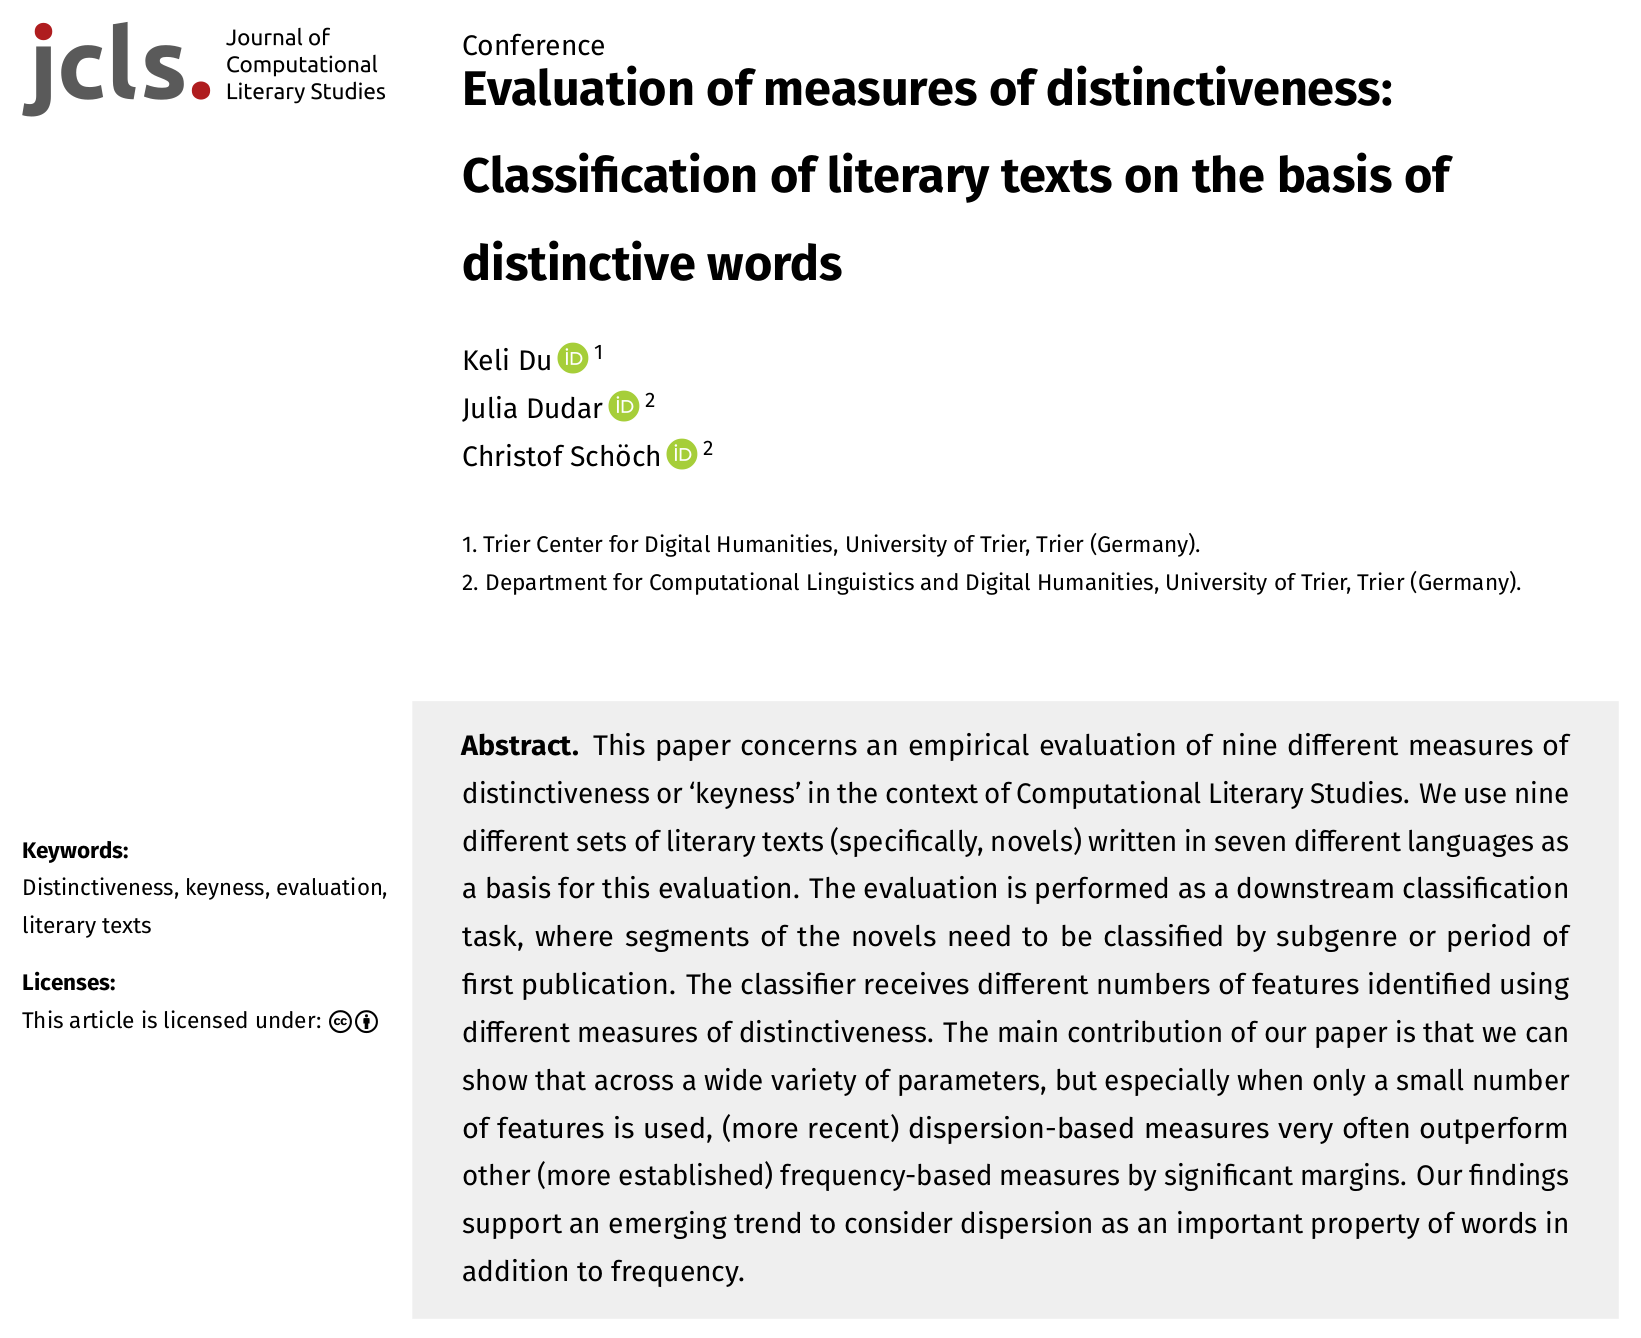 jcls.
Journal of
Computational
Literary Studies
Conference
Evaluation of measures of distinctiveness:
Classification of literary texts on the basis of
distinctive words
Keli Du iD 1
Julia Dudar iD 2
Christof Schöch iD 2
1. Trier Center for Digital Humanities, University of Trier, Trier (Germany).
2. Department for Computational Linguistics and Digital Humanities, University of Trier, Trier (Germany).
Keywords:
Distinctiveness, keyness, evaluation,
literary texts
Licenses:
This article is licensed under: cc
Abstract. This paper concerns an empirical evaluation of nine different measures of
distinctiveness or ‘keyness’ in the context of Computational Literary Studies. We use nine
different sets of literary texts (specifically, novels) written in seven different languages as
a basis for this evaluation. The evaluation is performed as a downstream classification
task, where segments of the novels need to be classified by subgenre or period of
first publication. The classifier receives different numbers of features identified using
different measures of distinctiveness. The main contribution of our paper is that we can
show that across a wide variety of parameters, but especially when only a small number
of features is used, (more recent) dispersion-based measures very often outperform
other (more established) frequency-based measures by significant margins. Our findings
support an emerging trend to consider dispersion as an important property of words in
addition to frequency.